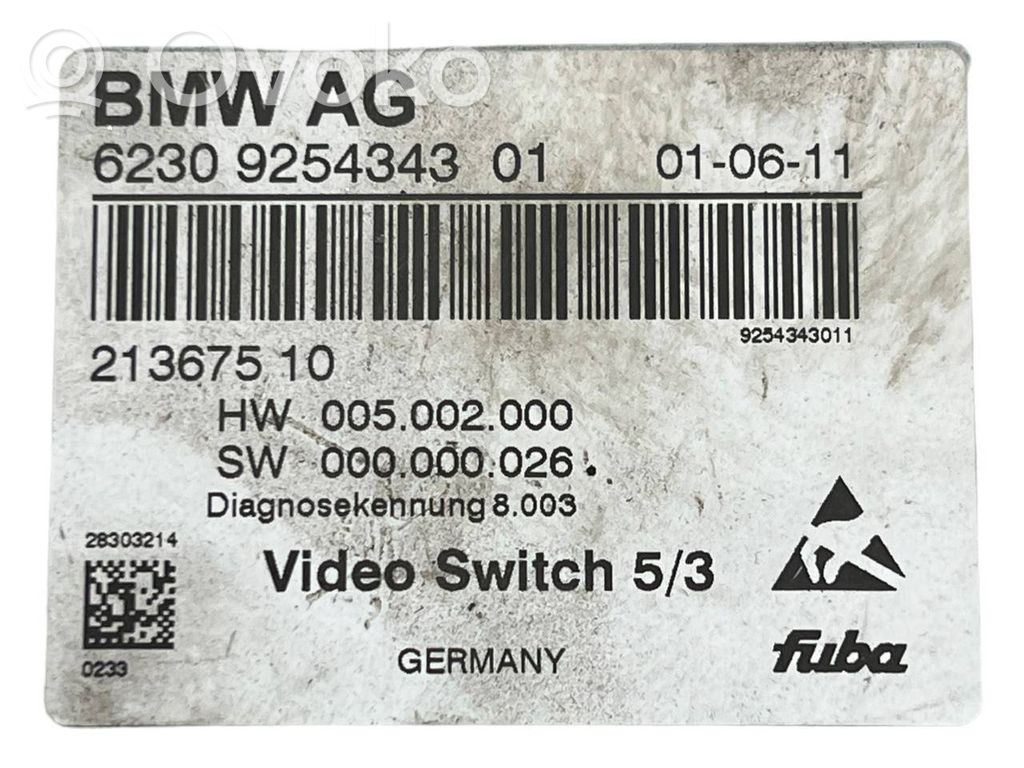 Ovoko
BMW AG
6230 9254343 01 01-06-11
9254343011
213675 10
HW 005.002.000
SW 000.000.026.
Diagnosekennung 8.003
28303214
Video Switch 5/3
0233
GERMANY
fuba